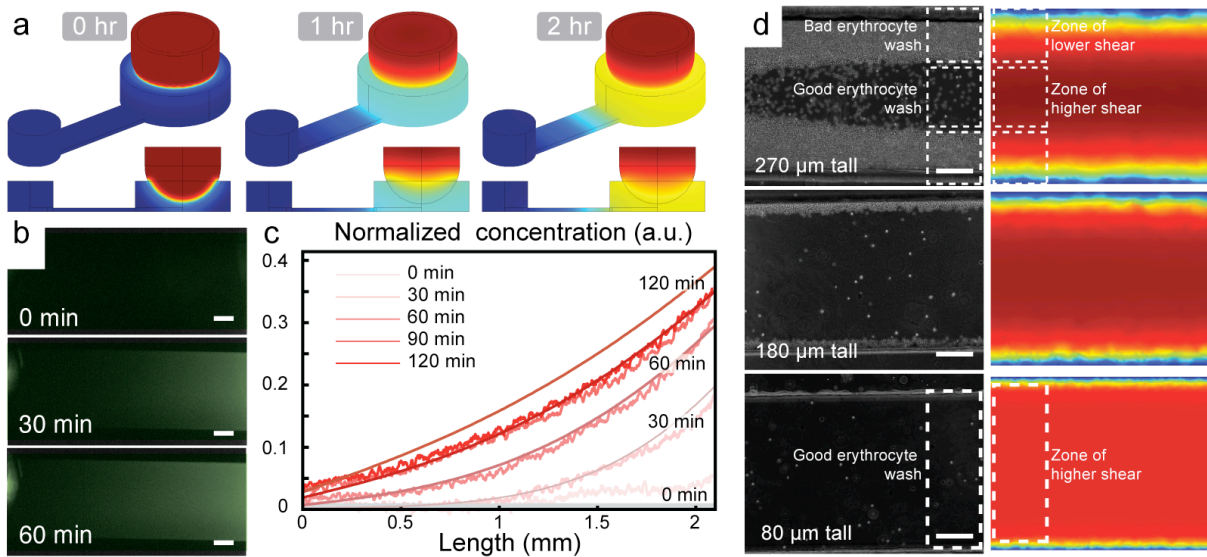 a
0 hr
1 hr
2 hr
b
0 min
30 min
60 min
c
Normalized concentration (a.u.)
0.4
0.3
0.2
0.1
0
0 min
30 min
60 min
90 min
120 min
120 min
60 min
30 min
0 min
0
0.5
1
1.5
2
Length (mm)
d
Bad erythrocyte
wash
Good erythrocyte
wash
270 µm tall
Zone of
lower shear
Zone of
higher shear
180 µm tall
Good erythrocyte
wash
80 µm tall
Zone of
higher shear